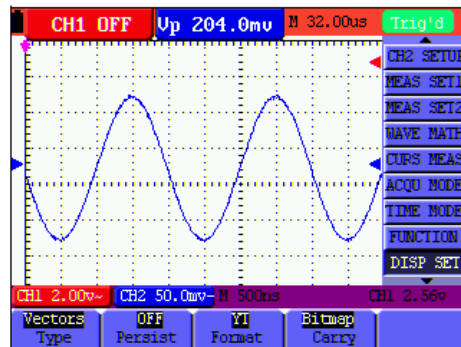 CH1 OFF Vp 204.0mv M 32.00us Trig'd
CH2 SETUP
MEAS SET1
MEAS SET2
WAVE MATH
CURS MEAS
ACQU MODE
TIME MODE
FUNCTION
DISP SET
CH1 2.00v~ CH2 50.0mv- M 500ns CH1 2.56v
Vectors OFF YT Bitmap
Type Persist Format Carry